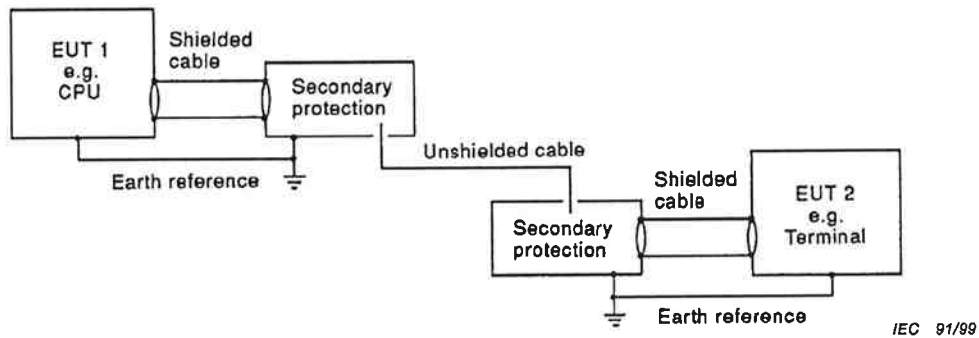 EUT 1
e.g.
CPU
Shielded
cable
Secondary
protection
Earth reference
Unshielded cable
Shielded
cable
Secondary
protection
EUT 2
e.g.
Terminal
Earth reference
IEC 91/99